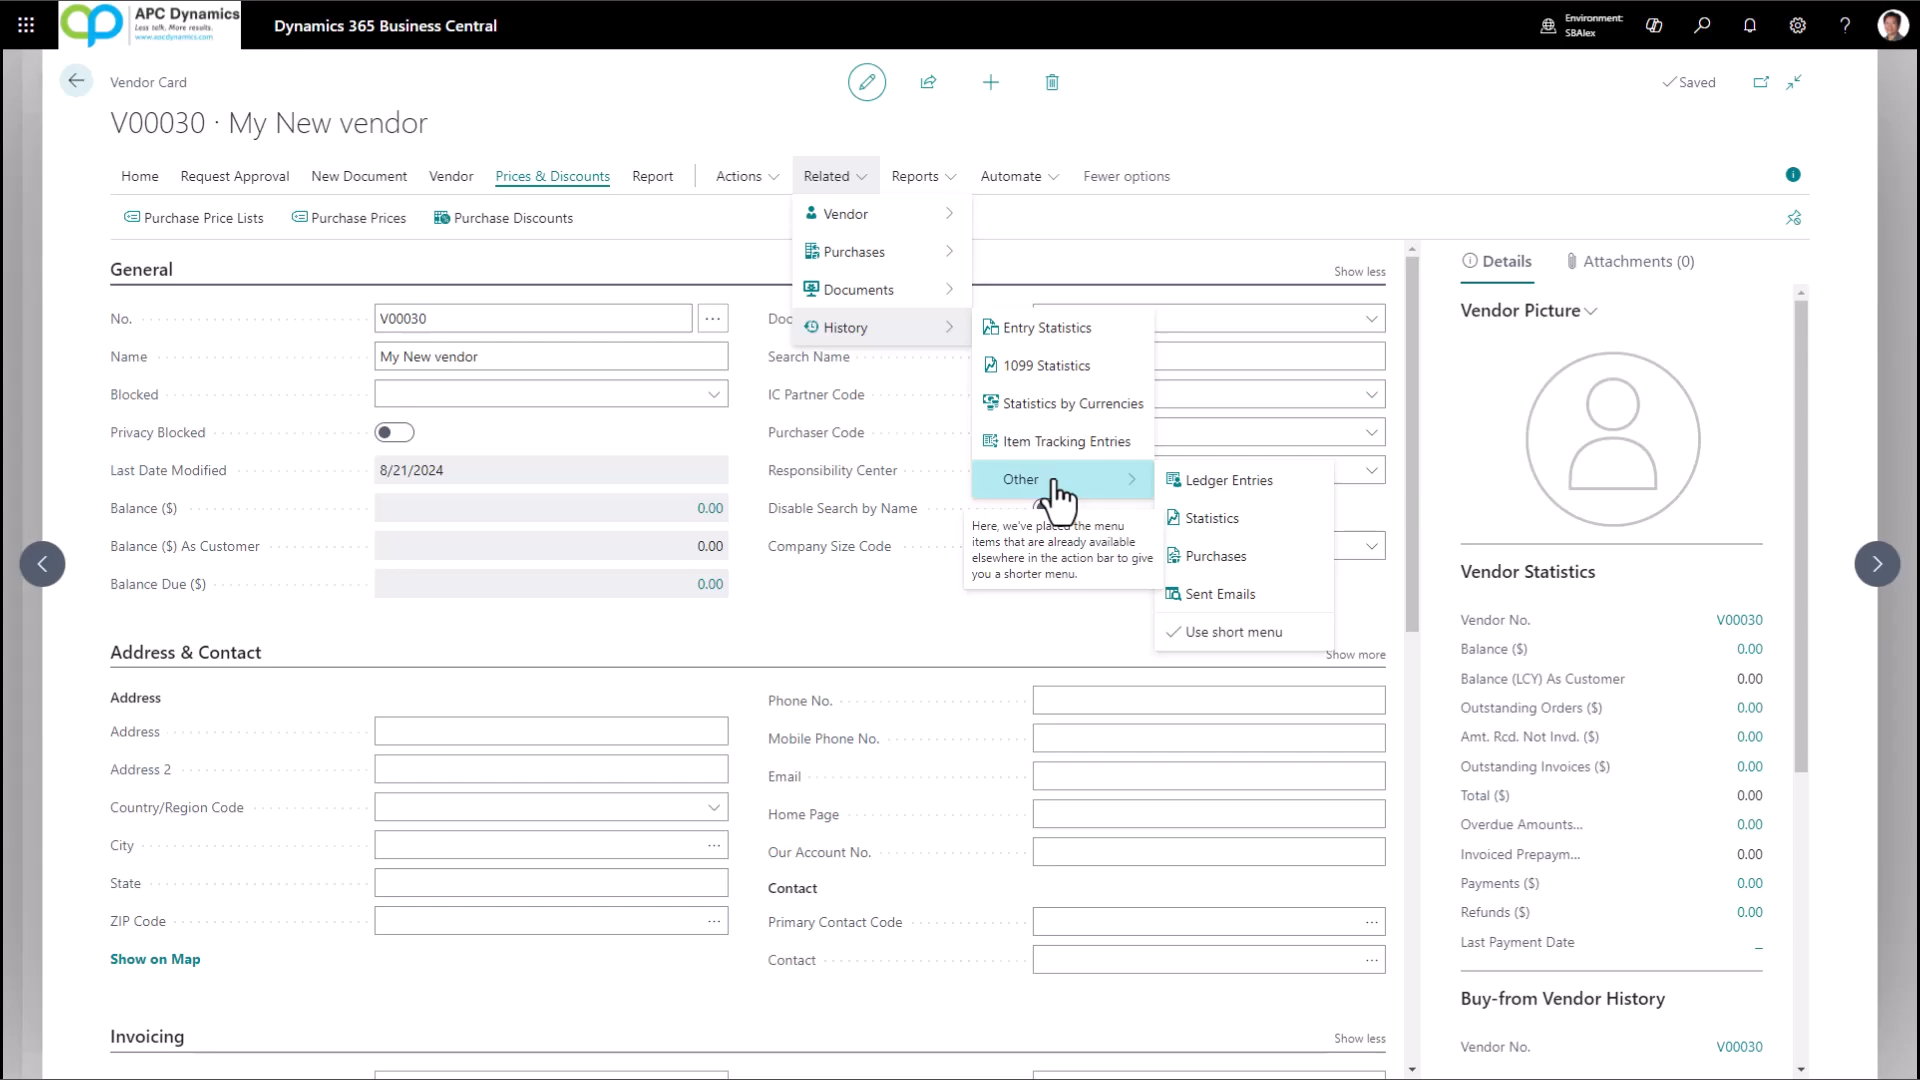 APC Dynamics
Less talk. More results.
www.apcdynamics.com
Dynamics 365 Business Central
Environment:
SBAlex
Vendor Card
Saved
V00030 · My New vendor
Home
Request Approval
New Document
Vendor
Prices & Discounts
Report
Actions
Related
Reports
Automate
Fewer options
Purchase Price Lists
Purchase Prices
Purchase Discounts
Vendor
Purchases
Documents
History
Entry Statistics
1099 Statistics
Statistics by Currencies
Item Tracking Entries
Other
Here, we've placed the menu
items that are already available
elsewhere in the action bar to give
you a shorter menu.
Ledger Entries
Statistics
Purchases
Sent Emails
Use short menu
General
Show less
No.
V00030
Name
My New vendor
Blocked
Privacy Blocked
Last Date Modified
8/21/2024
Balance ($)
0.00
Balance ($) As Customer
0.00
Balance Due ($)
0.00
Doc
Search Name
IC Partner Code
Purchaser Code
Responsibility Center
Disable Search by Name
Company Size Code
Address & Contact
Show more
Address
Address
Address 2
Country/Region Code
City
State
ZIP Code
Show on Map
Phone No.
Mobile Phone No.
Email
Home Page
Our Account No.
Contact
Primary Contact Code
Contact
Invoicing
Show less
Details
Attachments (0)
Vendor Picture
Vendor Statistics
Vendor No.
V00030
Balance ($)
0.00
Balance (LCY) As Customer
0.00
Outstanding Orders ($)
0.00
Amt. Rcd. Not Invd. ($)
0.00
Outstanding Invoices ($)
0.00
Total ($)
0.00
Overdue Amounts...
0.00
Invoiced Prepaym...
0.00
Payments ($)
0.00
Refunds ($)
0.00
Last Payment Date
_
Buy-from Vendor History
Vendor No.
V00030